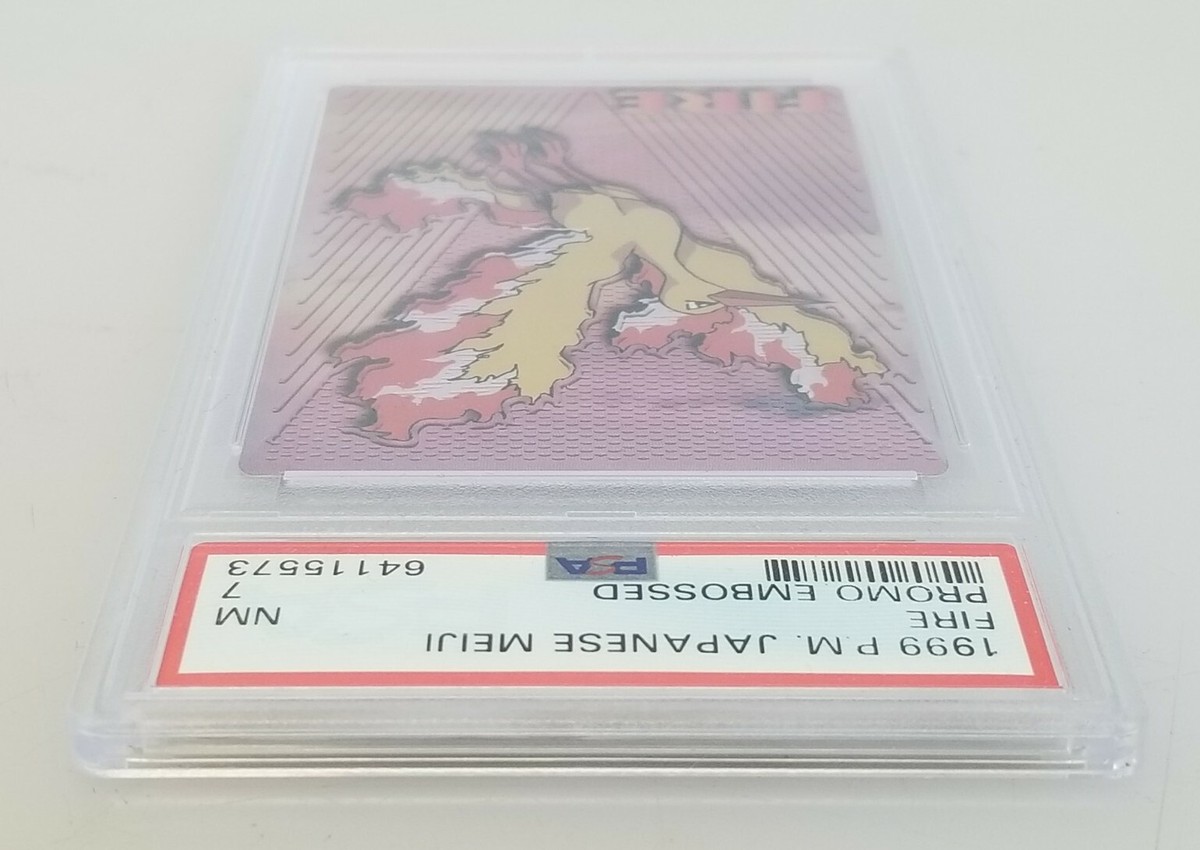 1999 P.M. JAPANESE MEIJI
FIRE NM
PROMO EMBOSSED 7
PSA 64115573
FIRE